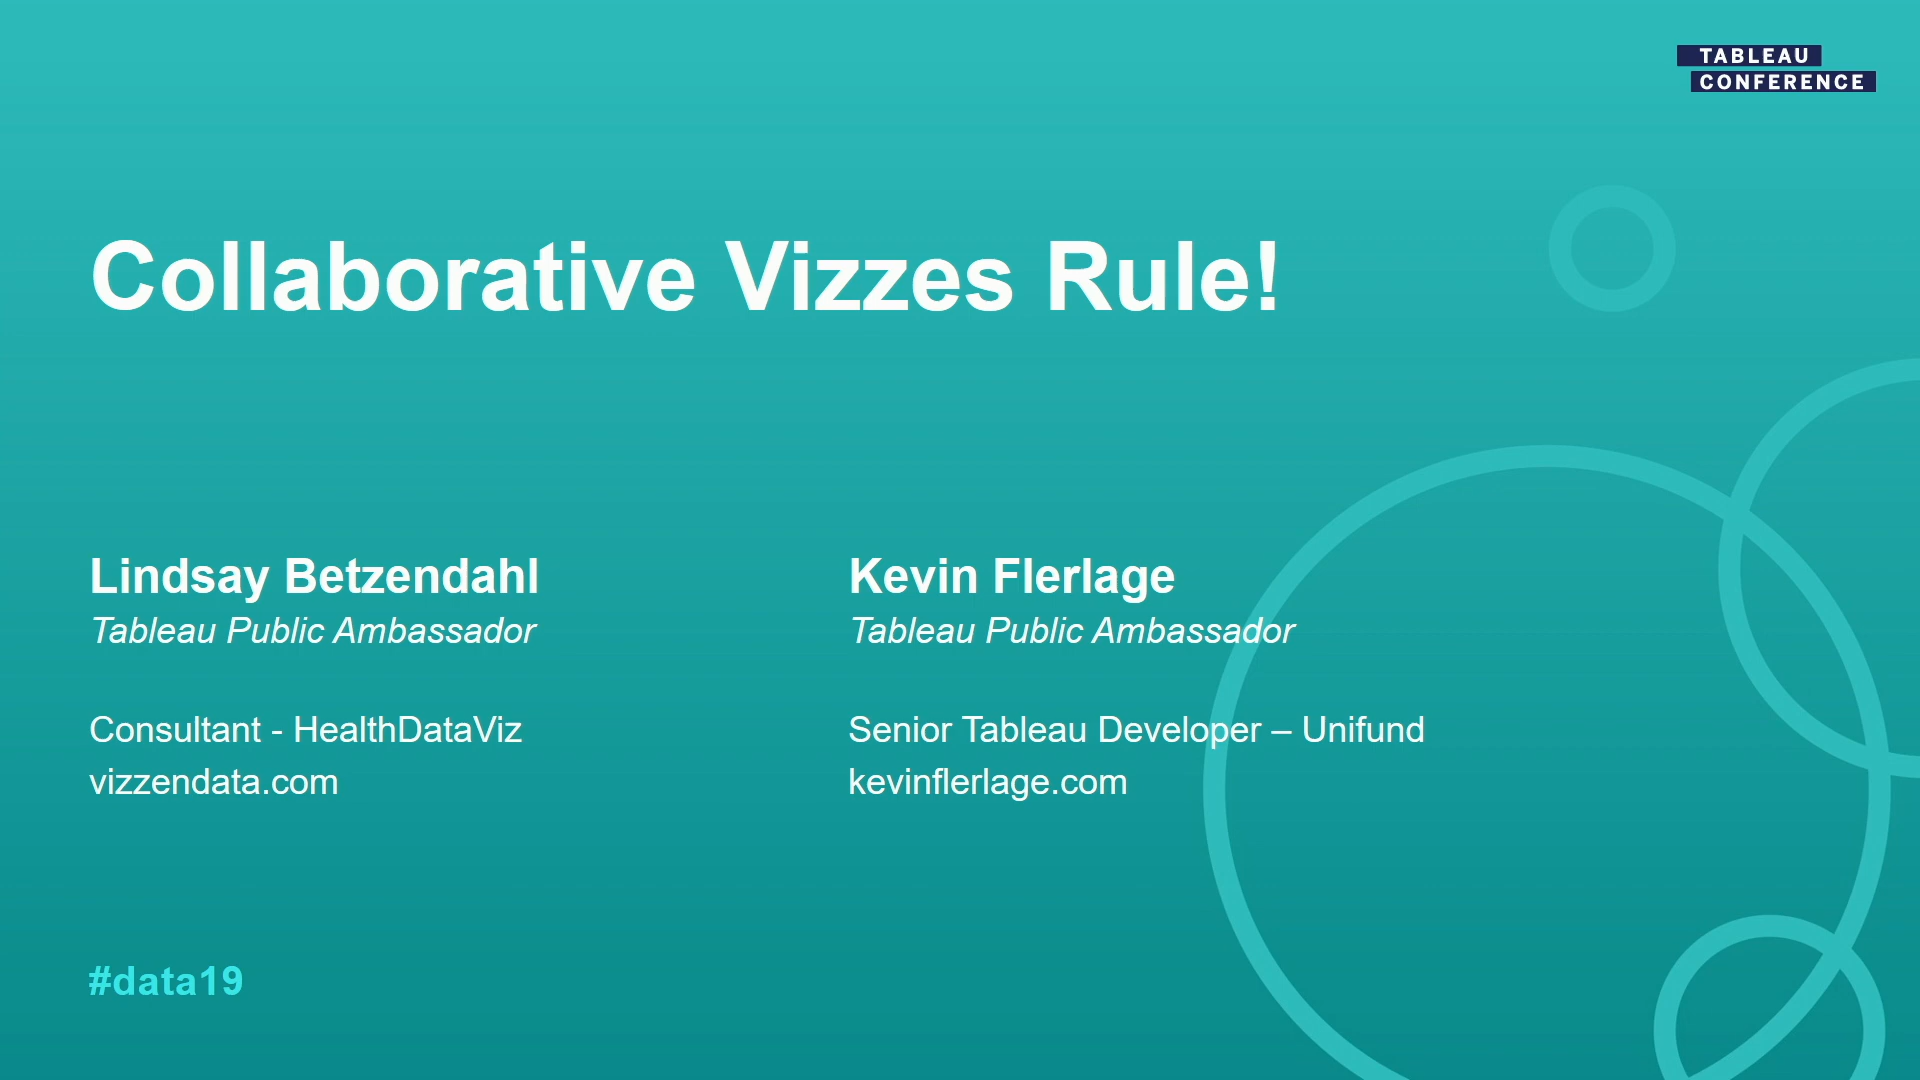 TABLEAU
CONFERENCE
Collaborative Vizzes Rule!
Lindsay Betzendahl
Tableau Public Ambassador
Consultant - HealthDataViz
vizzendata.com
Kevin Flerlage
Tableau Public Ambassador
Senior Tableau Developer – Unifund
kevinflerlage.com
#data19